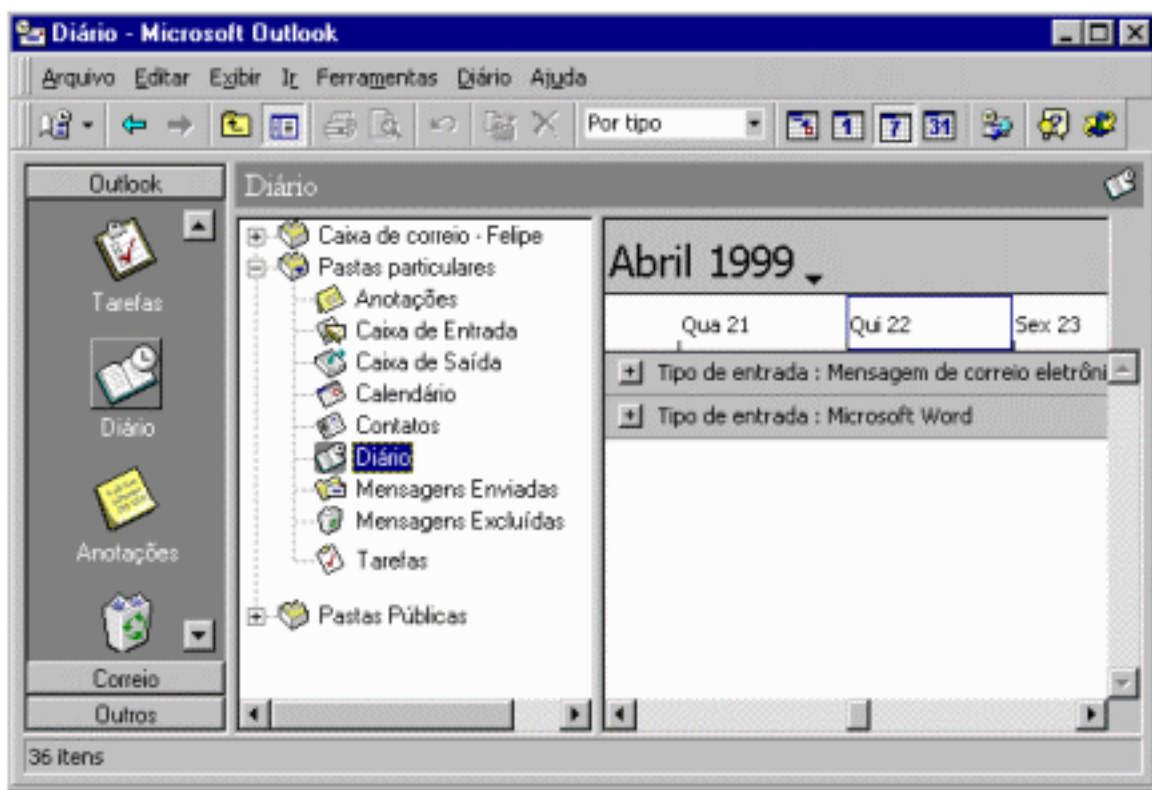 Diário - Microsoft Outlook
Arquivo Editar Exibir Ir Ferramentas Diário Ajuda
Por tipo 1 7 31
Outlook
Tarefas
Diário
Anotações
Correio
Outros
Diário
Caixa de correio - Felipe
Pastas particulares
Anotações
Caixa de Entrada
Caixa de Saída
Calendário
Contatos
Diário
Mensagens Enviadas
Mensagens Excluídas
Tarefas
Pastas Públicas
Abril 1999
Qua 21 Qui 22 Sex 23
Tipo de entrada : Mensagem de correio eletrôni
Tipo de entrada : Microsoft Word
36 itens